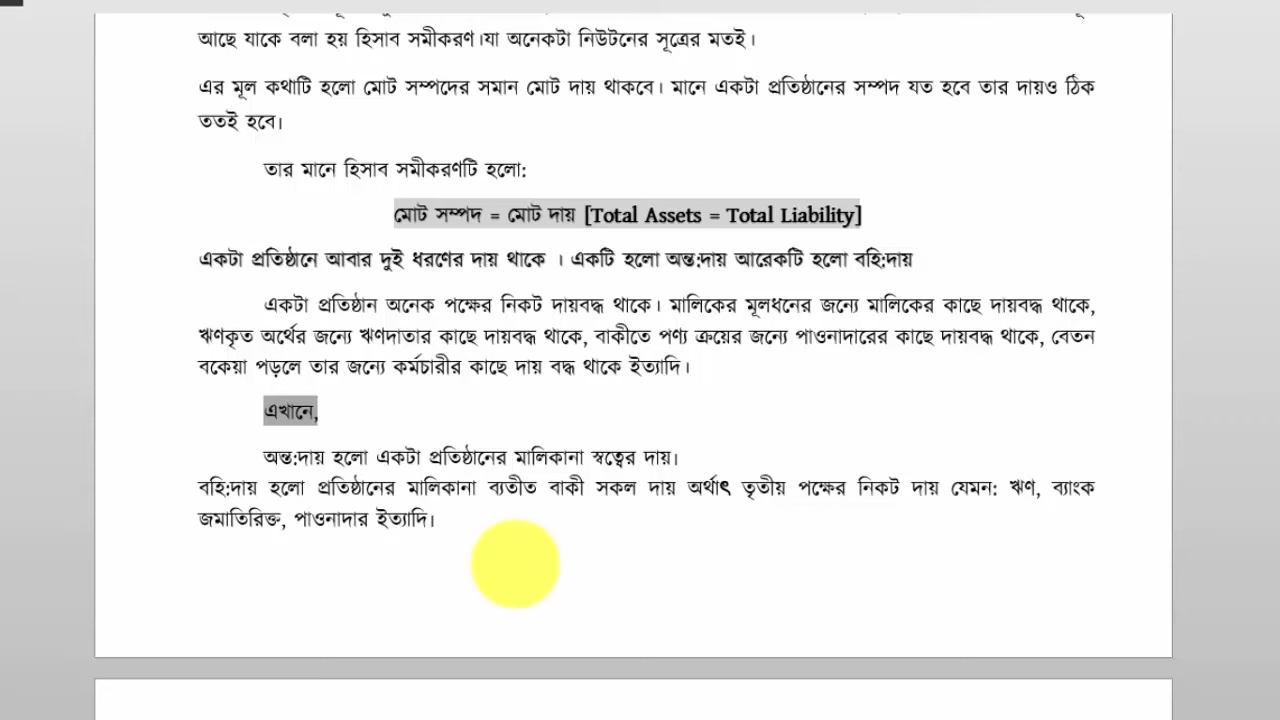 আছে যাকে বলা হয় হিসাব সমীকরণ।যা অনেকটা নিউটনের সূত্রের মতই।
এর মূল কথাটি হলো মোট সম্পদের সমান মোট দায় থাকবে। মানে একটা প্রতিষ্ঠানের সম্পদ যত হবে তার দায়ও ঠিক
ততই হবে।
তার মানে হিসাব সমীকরণটি হলো:
মোট সম্পদ = মোট দায় [Total Assets = Total Liability]
একটা প্রতিষ্ঠানে আবার দুই ধরণের দায় থাকে । একটি হলো অন্ত:দায় আরেকটি হলো বহি:দায়
একটা প্রতিষ্ঠান অনেক পক্ষের নিকট দায়বদ্ধ থাকে। মালিকের মূলধনের জন্যে মালিকের কাছে দায়বদ্ধ থাকে,
ঋণকৃত অর্থের জন্যে ঋণদাতার কাছে দায়বদ্ধ থাকে, বাকীতে পণ্য ক্রয়ের জন্যে পাওনাদারের কাছে দায়বদ্ধ থাকে, বেতন
বকেয়া পড়লে তার জন্যে কর্মচারীর কাছে দায় বদ্ধ থাকে ইত্যাদি।
এখানে,
অন্ত:দায় হলো একটা প্রতিষ্ঠানের মালিকানা স্বত্বের দায়।
বহি:দায় হলো প্রতিষ্ঠানের মালিকানা ব্যতীত বাকী সকল দায় অর্থাৎ তৃতীয় পক্ষের নিকট দায় যেমন: ঋণ, ব্যাংক
জমাতিরিক্ত, পাওনাদার ইত্যাদি।